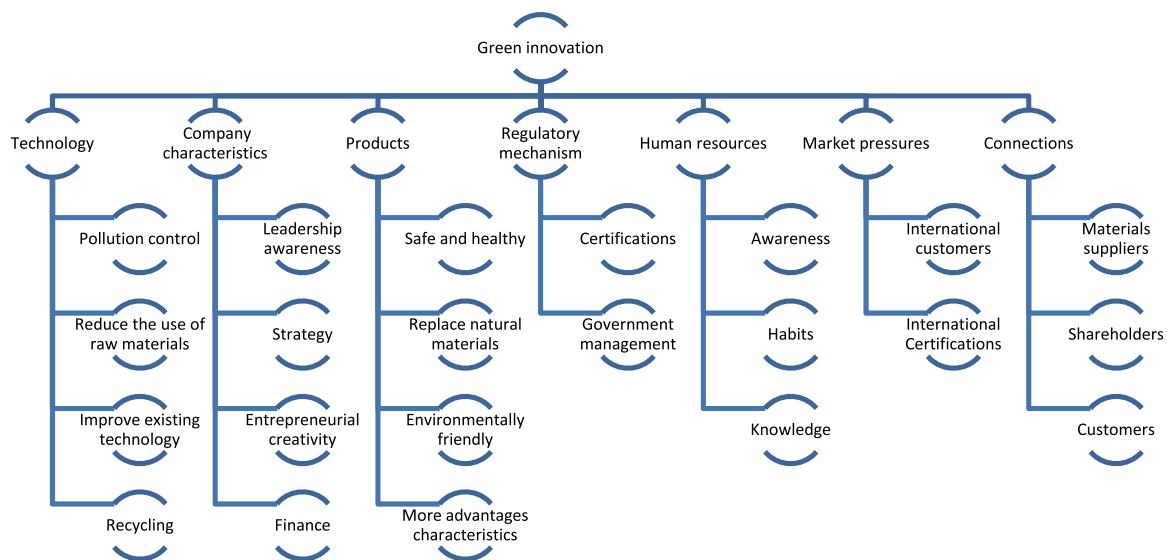 Green innovation
Technology
Company
characteristics
Products
Regulatory
mechanism
Human resources
Market pressures
Connections
Pollution control
Reduce the use of
raw materials
Improve existing
technology
Recycling
Leadership
awareness
Strategy
Entrepreneurial
creativity
Finance
Safe and healthy
Replace natural
materials
Environmentally
friendly
More advantages
characteristics
Certifications
Government
management
Awareness
Habits
Knowledge
International
customers
International
Certifications
Materials
suppliers
Shareholders
Customers